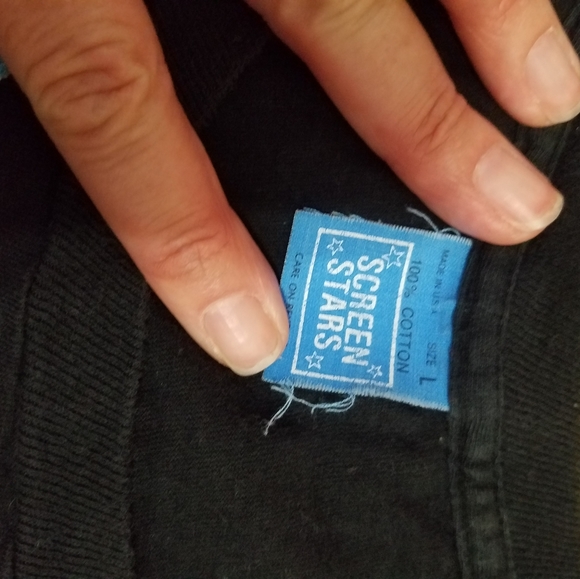 MADE IN U.S.A.
SIZE L
100% COTTON
SCREEN
STARS
CARE ON